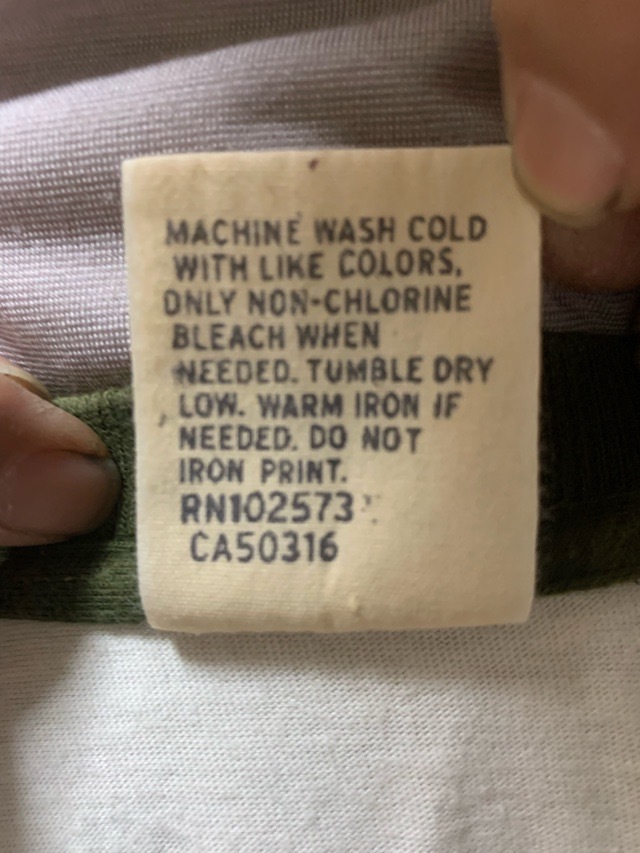 MACHINE WASH COLD
WITH LIKE COLORS,
ONLY NON-CHLORINE
BLEACH WHEN
NEEDED. TUMBLE DRY
LOW. WARM IRON IF
NEEDED. DO NOT
IRON PRINT.
RN102573
CA50316